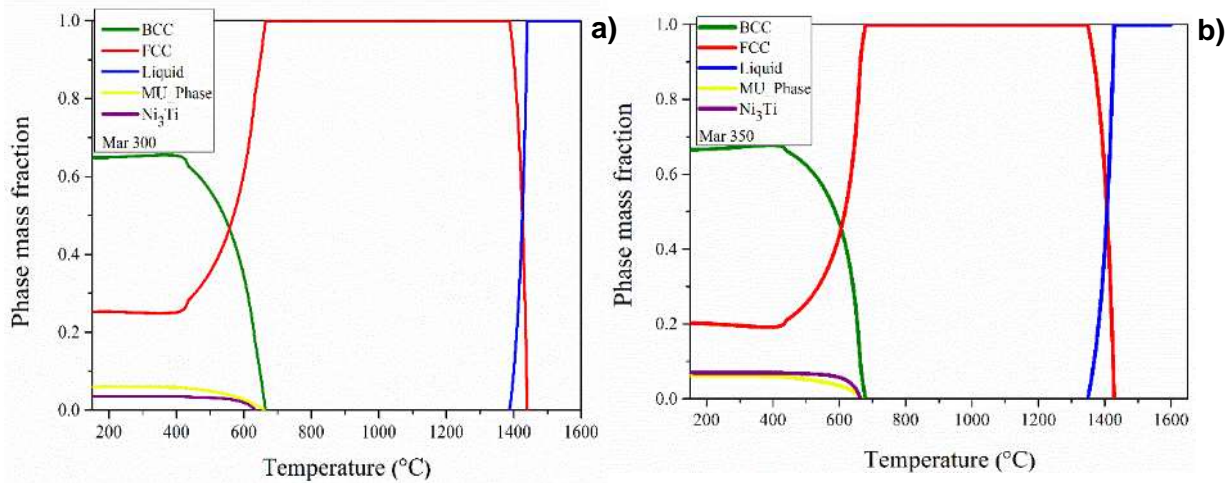 a)
BCC
FCC
Liquid
MU_Phase
Ni₃Ti
Mar 300
Phase mass fraction
1.0
0.8
0.6
0.4
0.2
0.0
200 400 600 800 1000 1200 1400 1600
Temperature (°C)
b)
BCC
FCC
Liquid
MU_Phase
Ni₃Ti
Mar 350
Phase mass fraction
1.0
0.8
0.6
0.4
0.2
0.0
200 400 600 800 1000 1200 1400 1600
Temperature (°C)